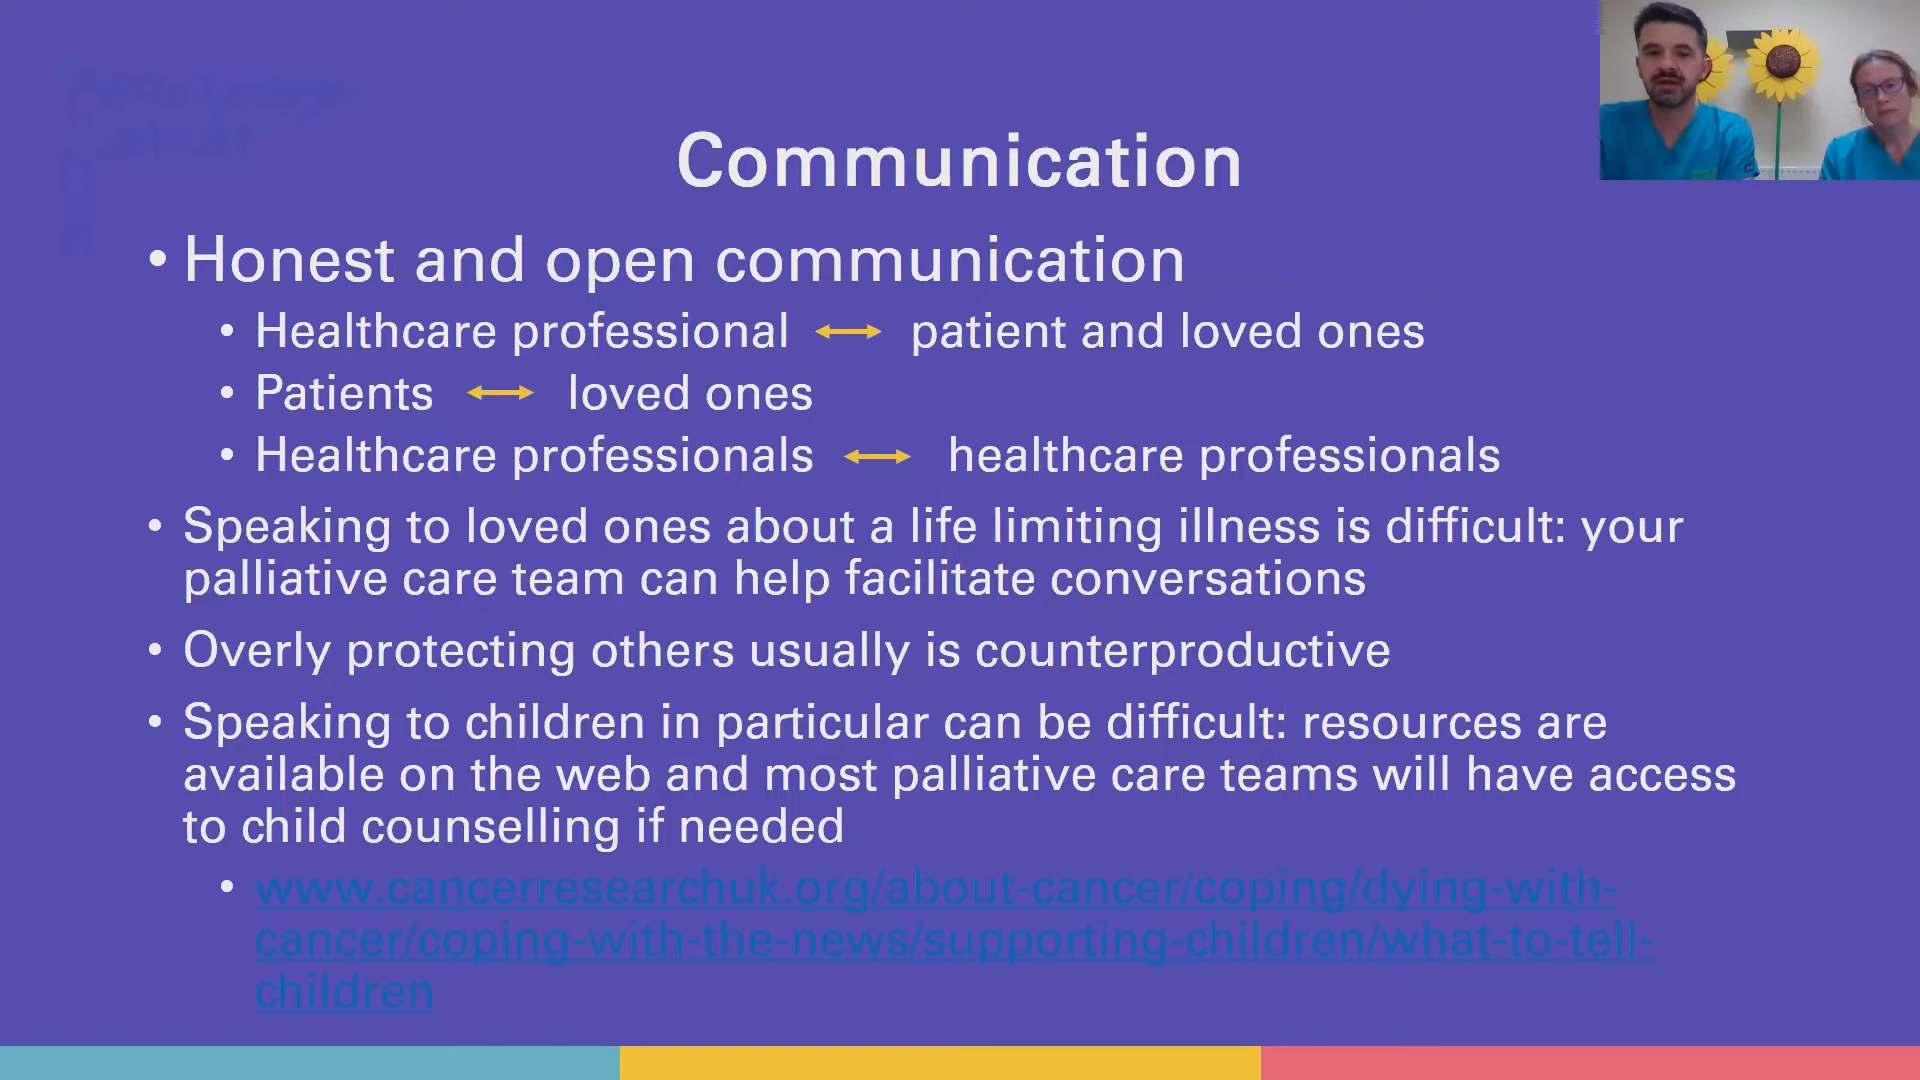 Communication
• Honest and open communication
• Healthcare professional ↔ patient and loved ones
• Patients ↔ loved ones
• Healthcare professionals ↔ healthcare professionals
• Speaking to loved ones about a life limiting illness is difficult: your
palliative care team can help facilitate conversations
• Overly protecting others usually is counterproductive
• Speaking to children in particular can be difficult: resources are
available on the web and most palliative care teams will have access
to child counselling if needed
• www.cancerresearchuk.org/about-cancer/coping/dying-with-
cancer/coping-with-the-news/supporting-children/what-to-tell-
children